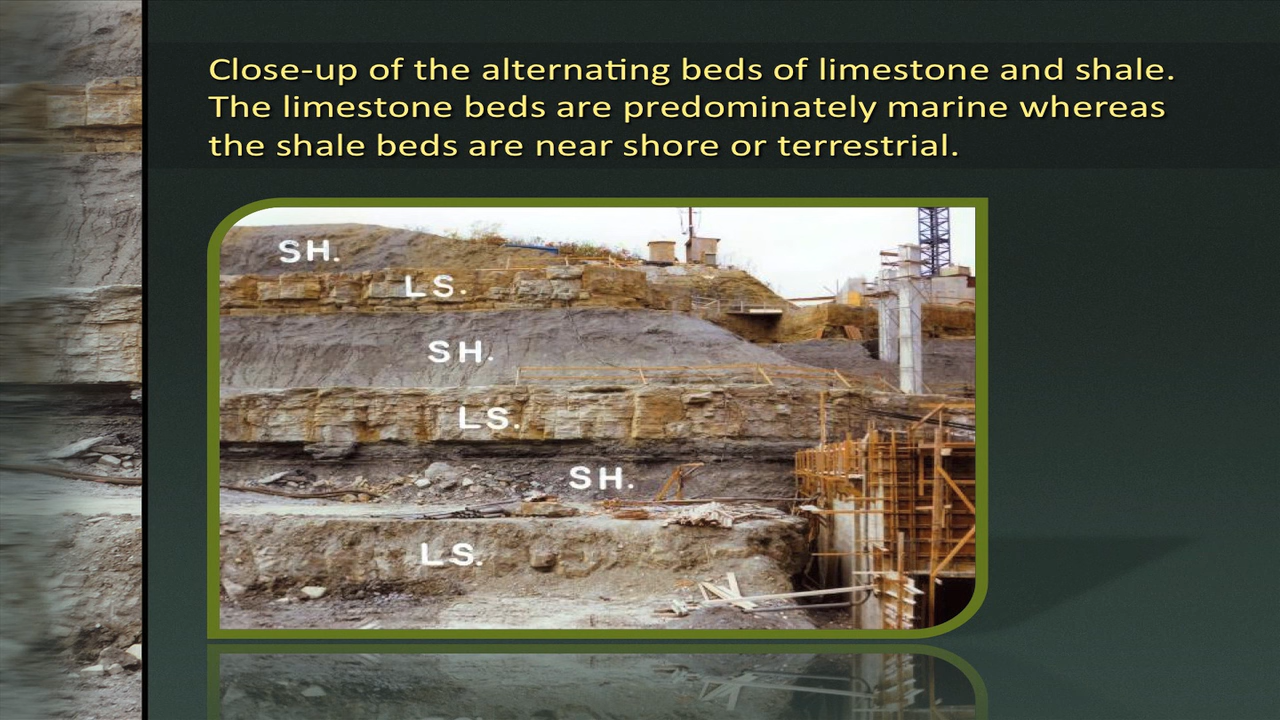 Close-up of the alternating beds of limestone and shale.
The limestone beds are predominately marine whereas
the shale beds are near shore or terrestrial.
SH.
LS.
SH.
LS.
SH.
LS.